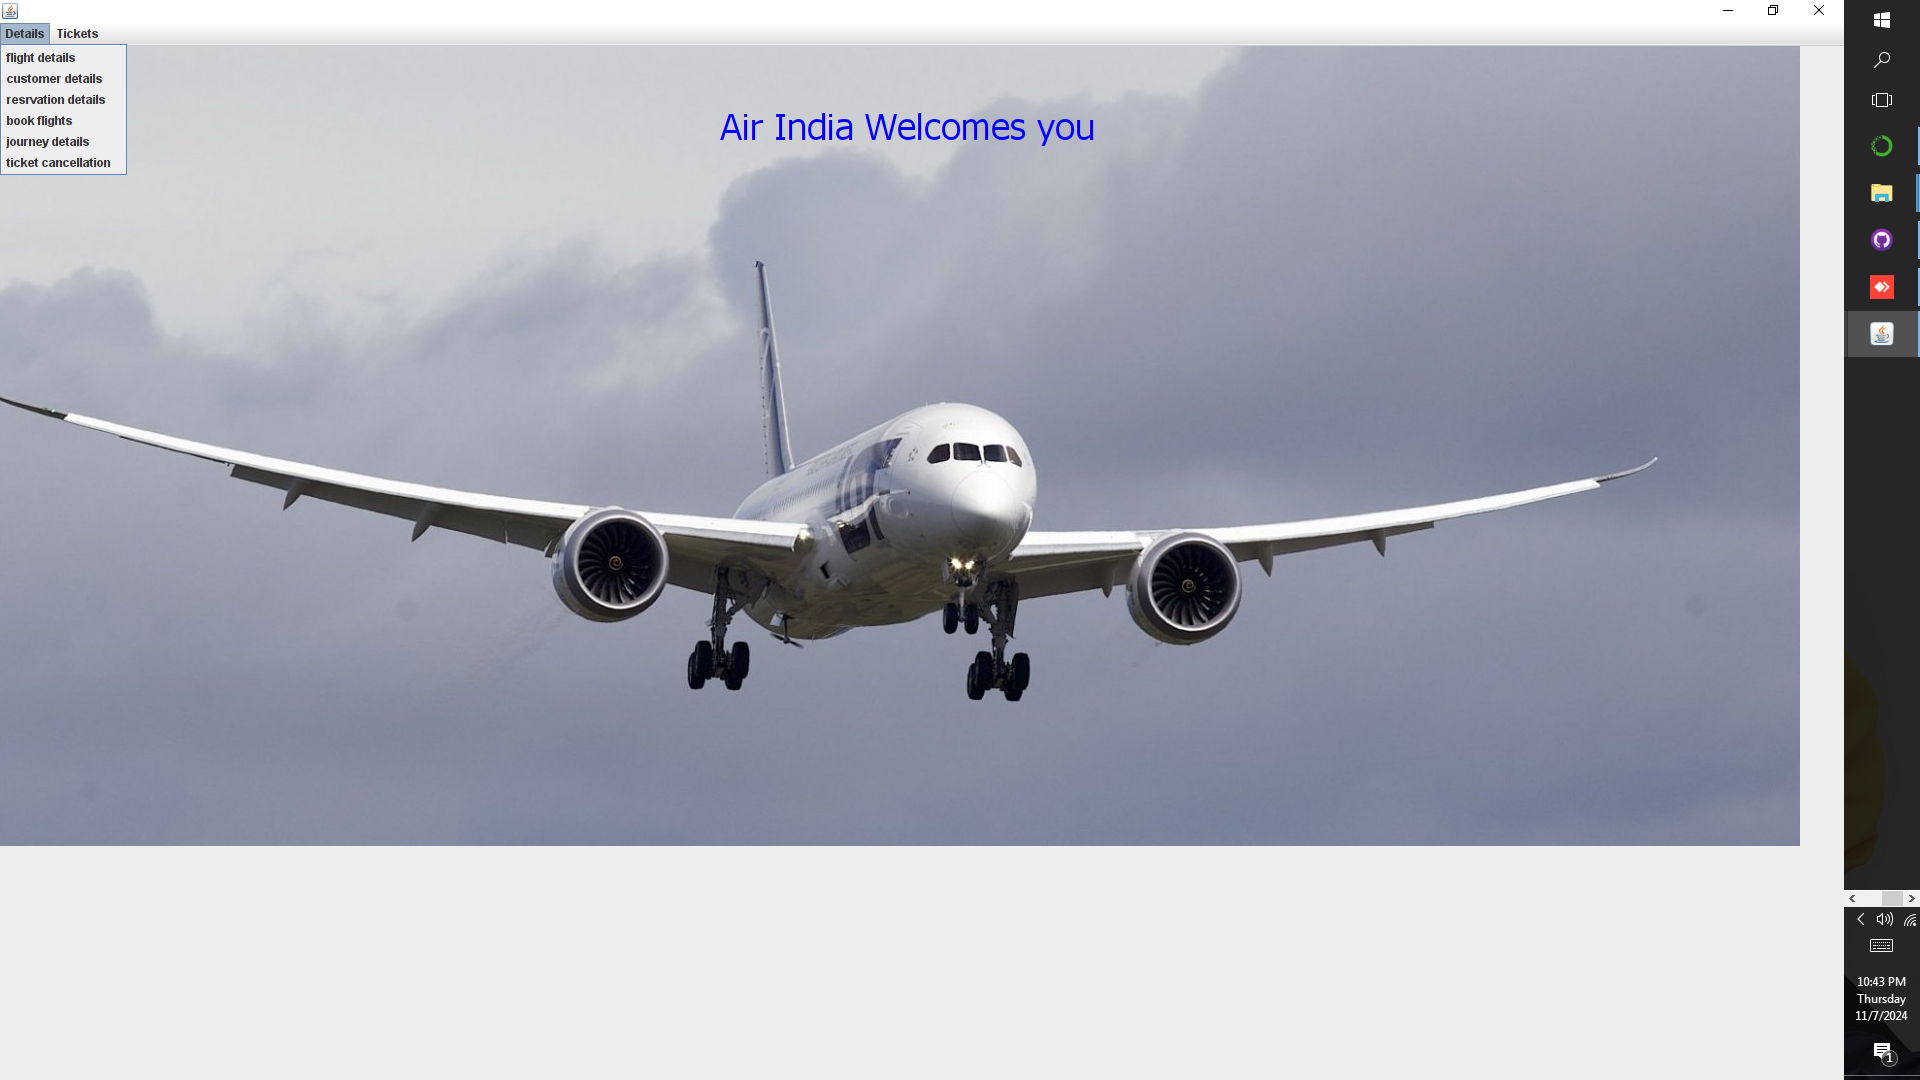 Details Tickets
flight details
customer details
resrvation details
book flights
journey details
ticket cancellation
Air India Welcomes you
10:43 PM
Thursday
11/7/2024
1